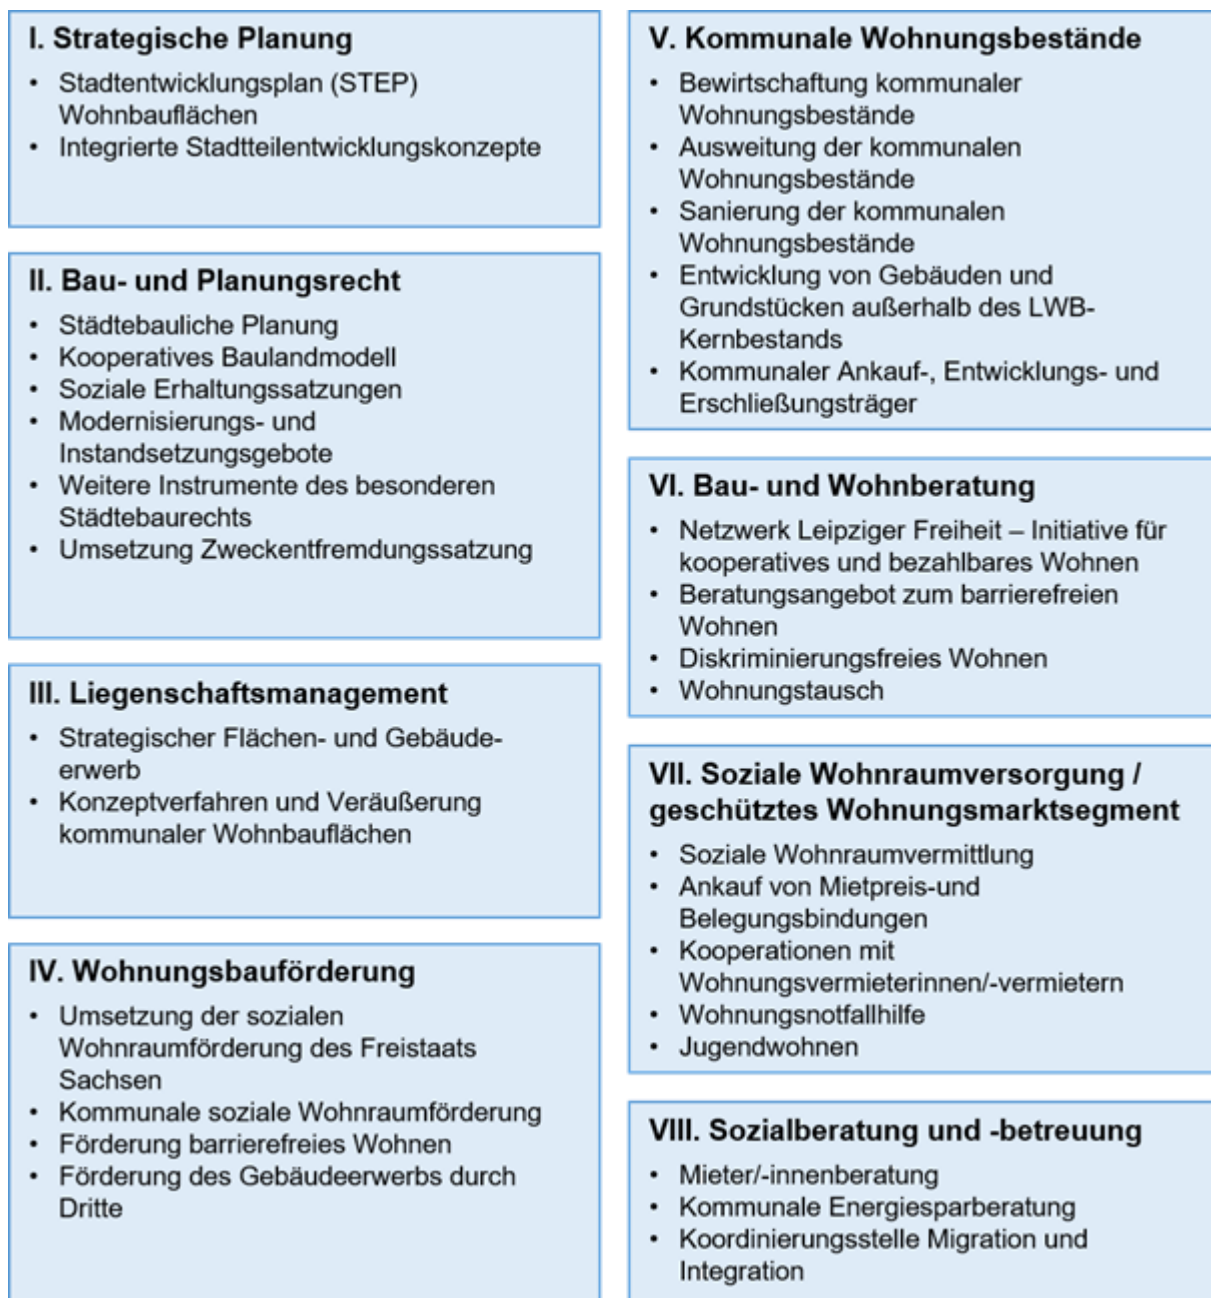 I. Strategische Planung
• Stadtentwicklungsplan (STEP)
Wohnbauflächen
• Integrierte Stadtteilentwicklungskonzepte
II. Bau- und Planungsrecht
• Städtebauliche Planung
• Kooperatives Baulandmodell
• Soziale Erhaltungssatzungen
• Modernisierungs- und
Instandsetzungsgebote
• Weitere Instrumente des besonderen
Städtebaurechts
• Umsetzung Zweckentfremdungssatzung
III. Liegenschaftsmanagement
• Strategischer Flächen- und Gebäude-
erwerb
• Konzeptverfahren und Veräußerung
kommunaler Wohnbauflächen
IV. Wohnungsbauförderung
• Umsetzung der sozialen
Wohnraumförderung des Freistaats
Sachsen
• Kommunale soziale Wohnraumförderung
• Förderung barrierefreies Wohnen
• Förderung des Gebäudeerwerbs durch
Dritte
V. Kommunale Wohnungsbestände
• Bewirtschaftung kommunaler
Wohnungsbestände
• Ausweitung der kommunalen
Wohnungsbestände
• Sanierung der kommunalen
Wohnungsbestände
• Entwicklung von Gebäuden und
Grundstücken außerhalb des LWB-
Kernbestands
• Kommunaler Ankauf-, Entwicklungs- und
Erschließungsträger
VI. Bau- und Wohnberatung
• Netzwerk Leipziger Freiheit – Initiative für
kooperatives und bezahlbares Wohnen
• Beratungsangebot zum barrierefreien
Wohnen
• Diskriminierungsfreies Wohnen
• Wohnungstausch
VII. Soziale Wohnraumversorgung /
geschütztes Wohnungsmarktsegment
• Soziale Wohnraumvermittlung
• Ankauf von Mietpreis-und
Belegungsbindungen
• Kooperationen mit
Wohnungsvermieterinnen/-vermietern
• Wohnungsnotfallhilfe
• Jugendwohnen
VIII. Sozialberatung und -betreuung
• Mieter/-innenberatung
• Kommunale Energiesparberatung
• Koordinierungsstelle Migration und
Integration